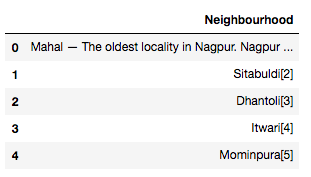 Neighbourhood
0 Mahal — The oldest locality in Nagpur. Nagpur ...
1 Sitabuldi[2]
2 Dhantoli[3]
3 Itwari[4]
4 Mominpura[5]